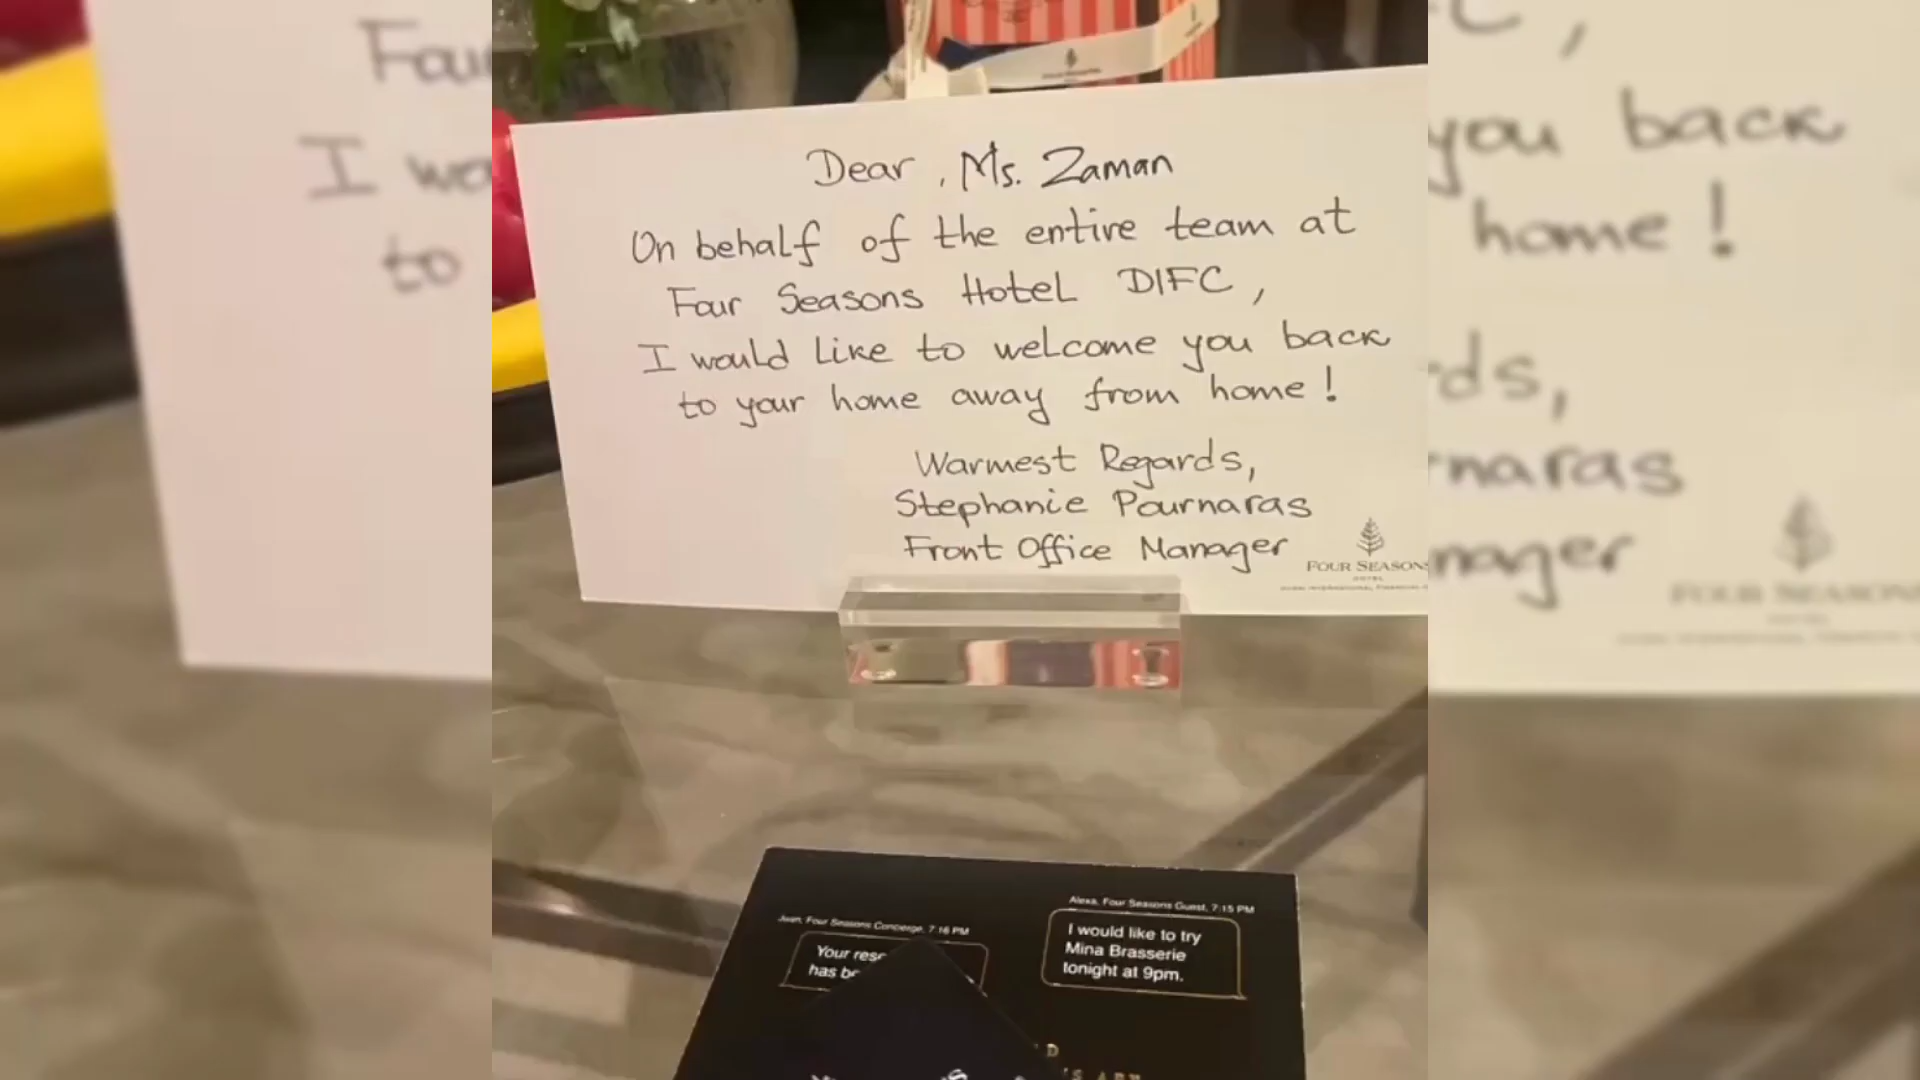 Dear, Ms. Zaman
On behalf of the entire team at
Four Seasons Hotel DIFC,
I would like to welcome you back
to your home away from home!
Warmest Regards,
Stephanie Pournaras
Front Office Manager
FOUR SEASONS
HOTEL
Alexa, Four Seasons Guest, 7:15 PM
I would like to try
Mina Brasserie
tonight at 9pm.
Juan, Four Seasons Concierge, 7:16 PM
Your
has